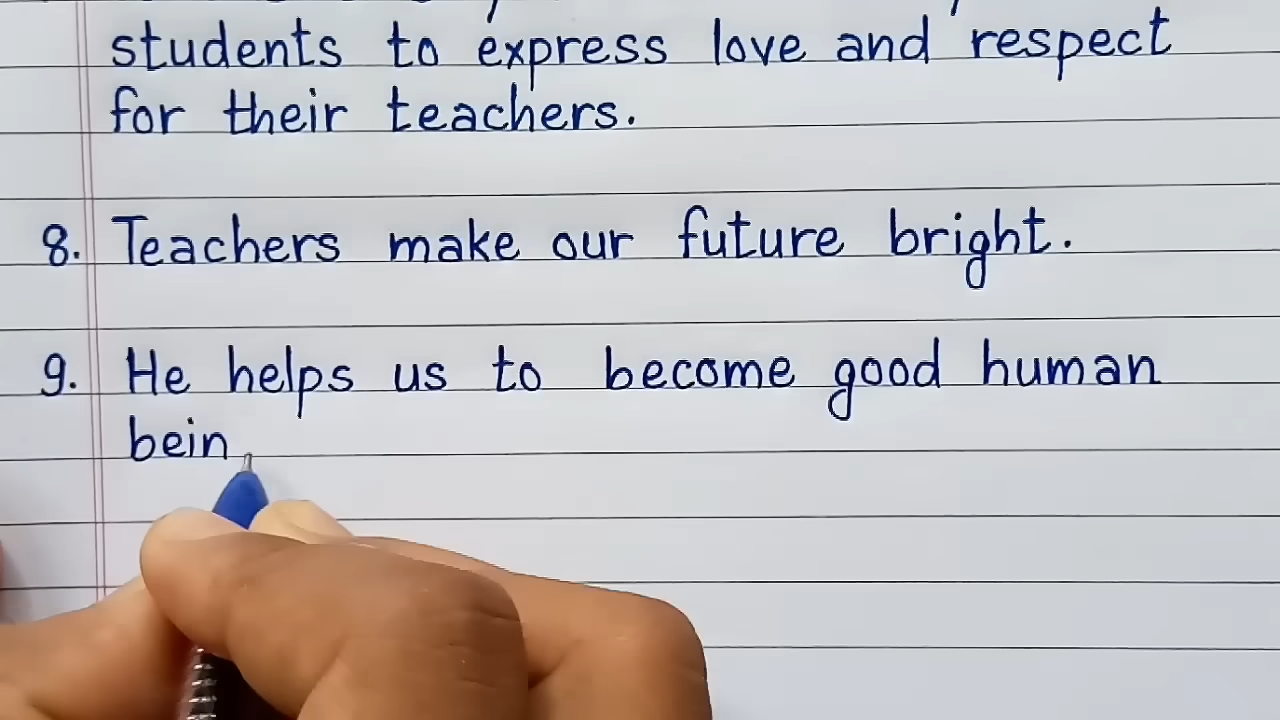 students to express love and respect
for their teachers.
8. Teachers make our future bright.
9. He helps us to become good human
bein